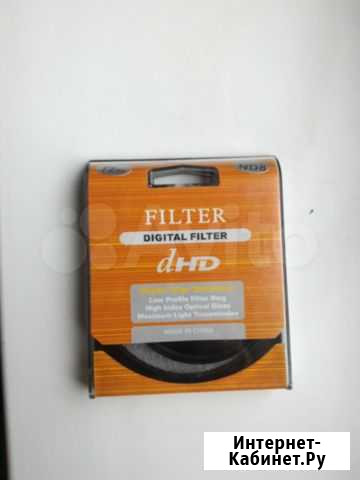 ND8
FILTER
DIGITAL FILTER
dHD
Low Profile Filter Ring
High Index Optical Glass
Maximum Light Transmission
MADE IN CHINA
Avito
Интернет-
Кабинет.Ру